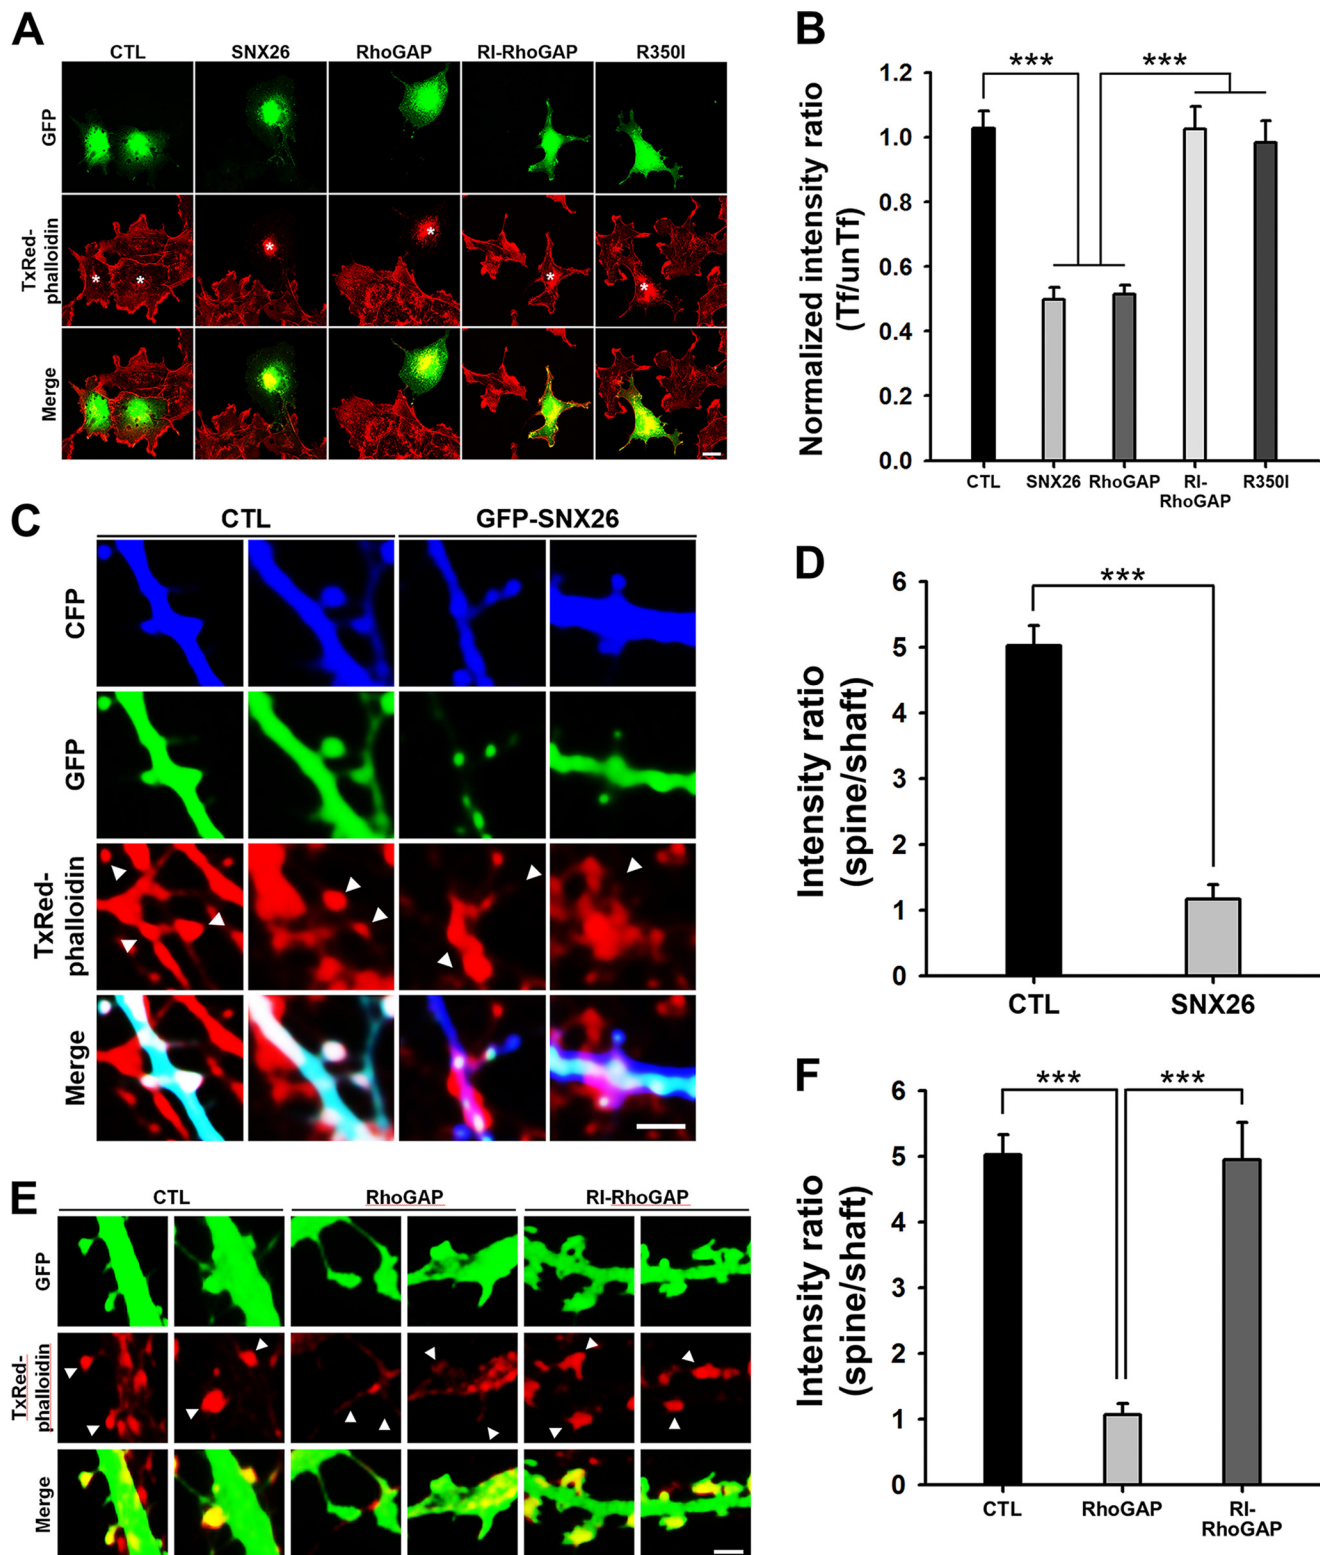 A
CTL SNX26 RhoGAP RI-RhoGAP R350I
GFP
TxRed-
phalloidin
*
*
*
*
*
*
Merge
B
Normalized intensity ratio
(Tf/unTf)
1.2
1.0
0.8
0.6
0.4
0.2
0.0
*** ***
CTL SNX26 RhoGAP RI-
RhoGAP R350I
C
CTL GFP-SNX26
CFP
GFP
TxRed-
phalloidin
Merge
D
Intensity ratio
(spine/shaft)
6
5
4
3
2
1
0
***
CTL SNX26
E
CTL RhoGAP RI-RhoGAP
GFP
TxRed-
phalloidin
Merge
F
Intensity ratio
(spine/shaft)
6
5
4
3
2
1
0
*** ***
CTL RhoGAP RI-
RhoGAP